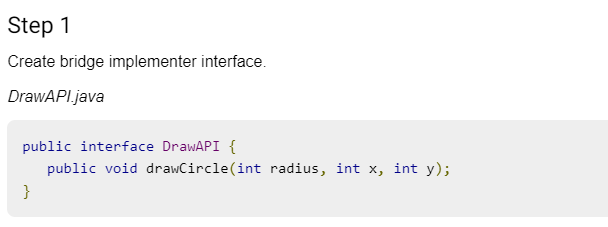 Step 1
Create bridge implementer interface.
DrawAPI.java
public interface DrawAPI {
   public void drawCircle(int radius, int x, int y);
}